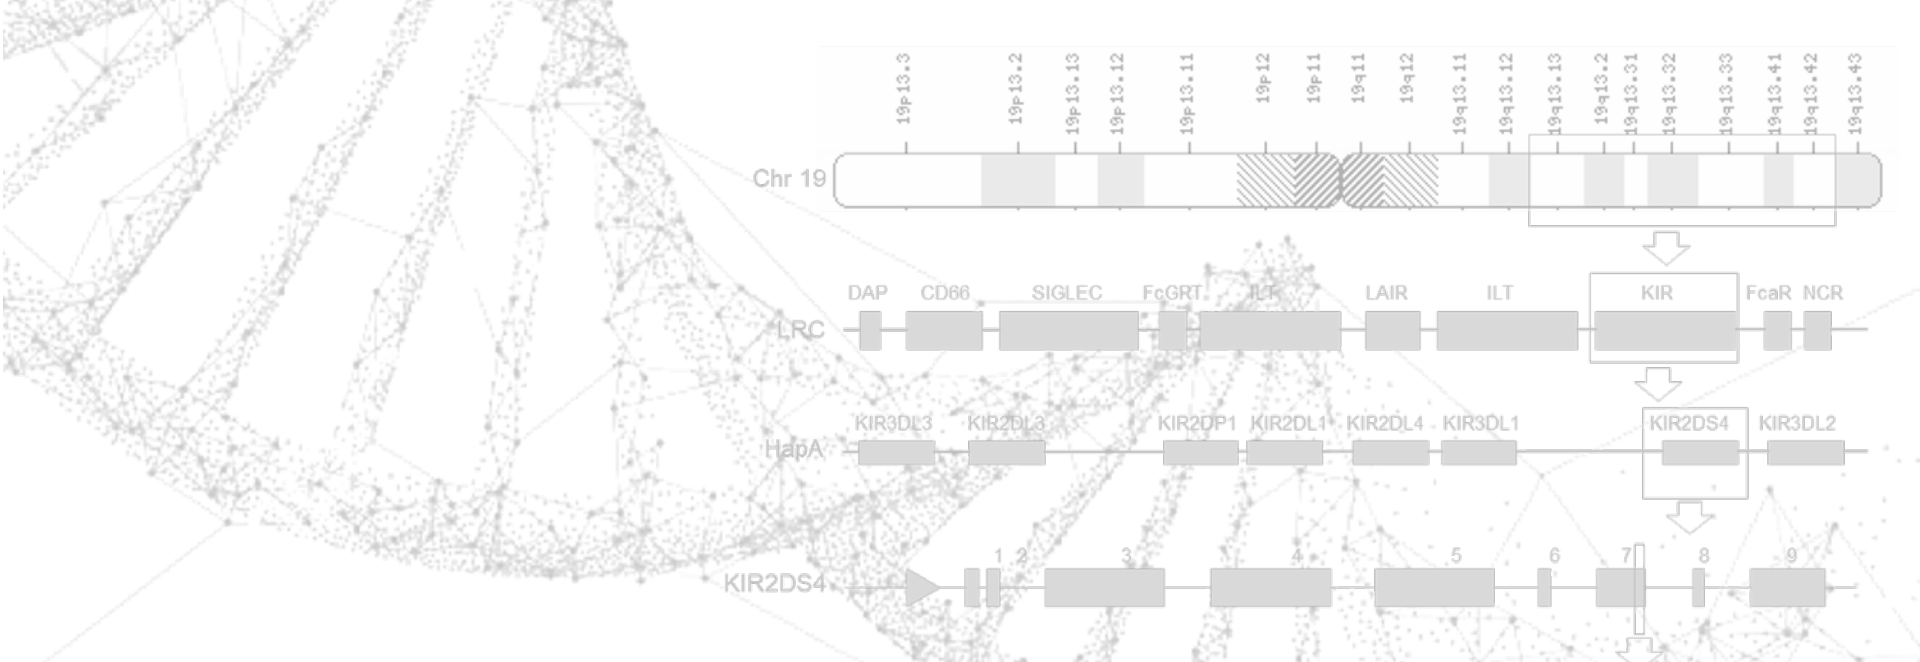 19p13.3 19p13.2 19p13.13 19p13.12 19p13.11 19p12 19p11 19q11 19q12 19q13.11 19q13.12 19q13.13 19q13.2 19q13.31 19q13.32 19q13.33 19q13.41 19q13.42 19q13.43
Chr 19
DAP CD66 SIGLEC FcGRT ILT LAIR ILT KIR FcaR NCR
LRC
KIR3DL3 KIR2DL3 KIR2DP1 KIR2DL1 KIR2DL4 KIR3DL1 KIR2DS4 KIR3DL2
HapA
1 2 3 4 5 6 7 8 9
KIR2DS4